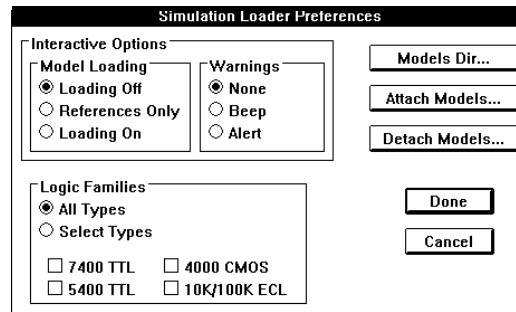 Simulation Loader Preferences
Interactive Options
Model Loading
Loading Off
References Only
Loading On
Warnings
None
Beep
Alert
Models Dir...
Attach Models...
Detach Models...
Logic Families
All Types
Select Types
7400 TTL
4000 CMOS
5400 TTL
10K/100K ECL
Done
Cancel